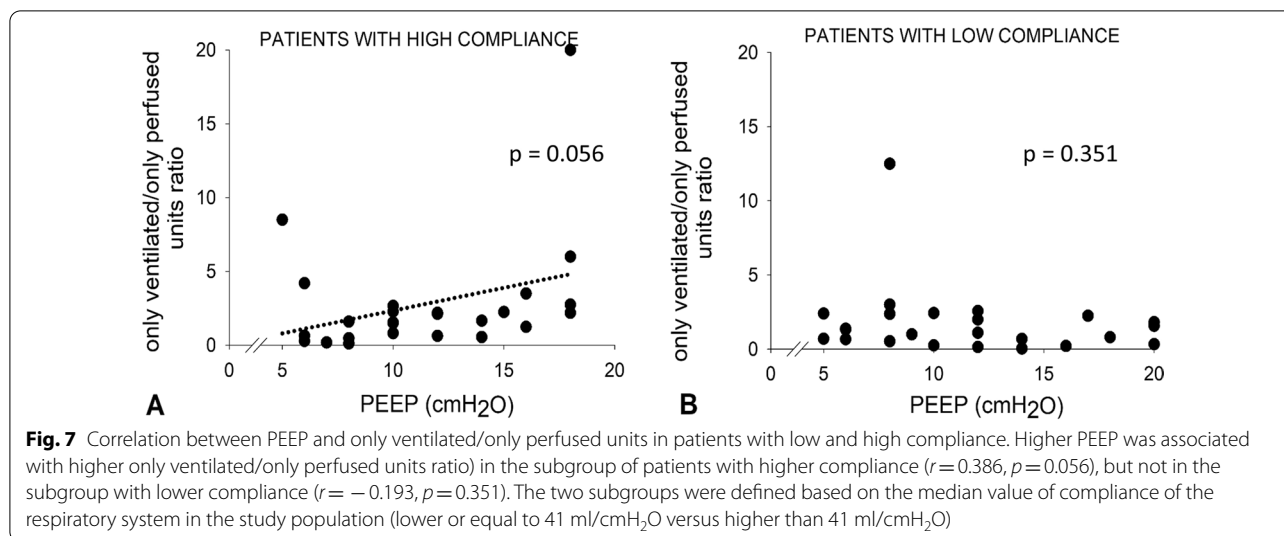 PATIENTS WITH HIGH COMPLIANCE
only ventilated/only perfused
units ratio
20
15
10
5
0
p = 0.056
0 5 10 15 20
A
PEEP (cmH₂O)
PATIENTS WITH LOW COMPLIANCE
only ventilated/only perfused
units ratio
20
15
10
5
0
p = 0.351
0 5 10 15 20
B
PEEP (cmH₂O)
Fig. 7 Correlation between PEEP and only ventilated/only perfused units in patients with low and high compliance. Higher PEEP was associated
with higher only ventilated/only perfused units ratio) in the subgroup of patients with higher compliance (r = 0.386, p = 0.056), but not in the
subgroup with lower compliance (r = − 0.193, p = 0.351). The two subgroups were defined based on the median value of compliance of the
respiratory system in the study population (lower or equal to 41 ml/cmH₂O versus higher than 41 ml/cmH₂O)